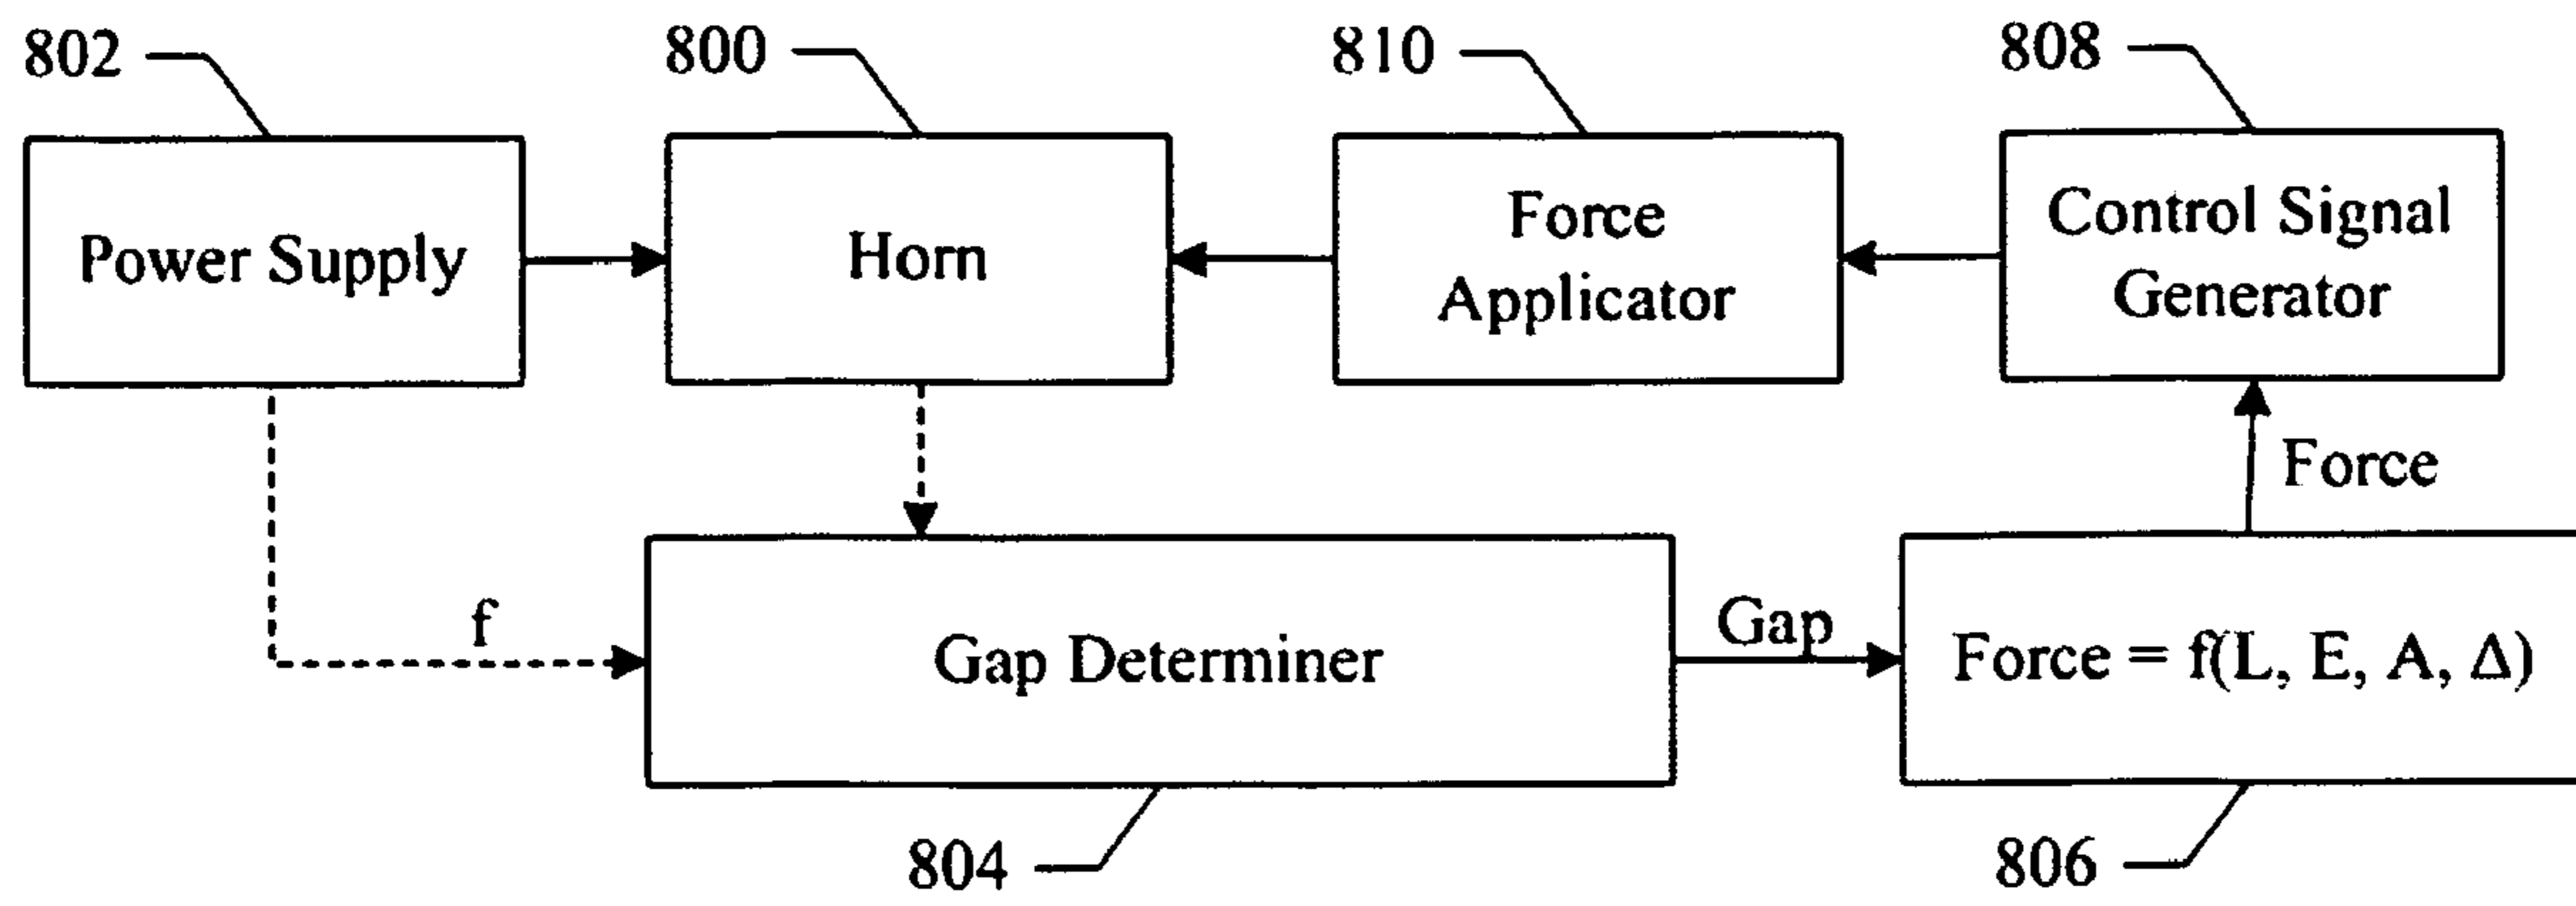 802
800
810
808
Power Supply
Horn
Force
Applicator
Control Signal
Generator
Force
f
Gap
Gap Determiner
Force = f(L, E, A, Δ)
804
806